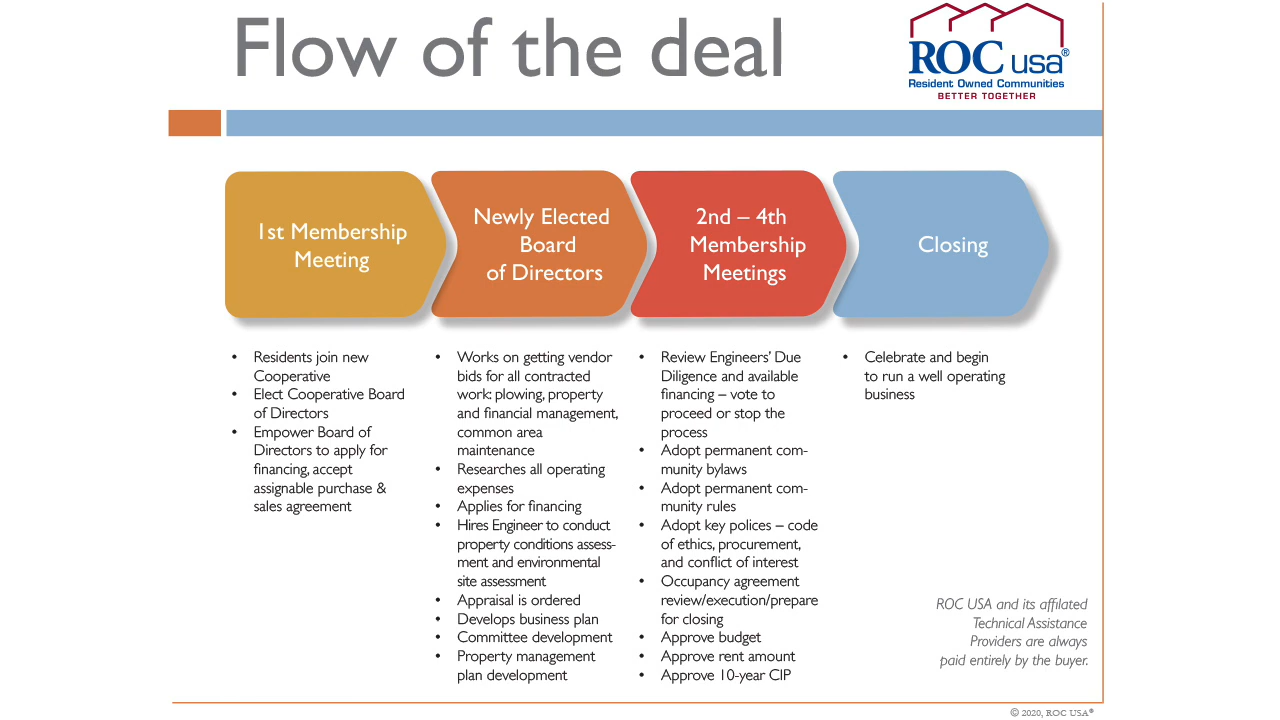 Flow of the deal
ROC usa®
Resident Owned Communities
BETTER TOGETHER
1st Membership
Meeting
Newly Elected
Board
of Directors
2nd – 4th
Membership
Meetings
Closing
• Residents join new
Cooperative
• Elect Cooperative Board
of Directors
• Empower Board of
Directors to apply for
financing, accept
assignable purchase &
sales agreement
• Works on getting vendor
bids for all contracted
work: plowing, property
and financial management,
common area
maintenance
• Researches all operating
expenses
• Applies for financing
• Hires Engineer to conduct
property conditions assess-
ment and environmental
site assessment
• Appraisal is ordered
• Develops business plan
• Committee development
• Property management
plan development
• Review Engineers' Due
Diligence and available
financing – vote to
proceed or stop the
process
• Adopt permanent com-
munity bylaws
• Adopt permanent com-
munity rules
• Adopt key polices – code
of ethics, procurement,
and conflict of interest
• Occupancy agreement
review/execution/prepare
for closing
• Approve budget
• Approve rent amount
• Approve 10-year CIP
• Celebrate and begin
to run a well operating
business
ROC USA and its affilated
Technical Assistance
Providers are always
paid entirely by the buyer.
© 2020, ROC USA®